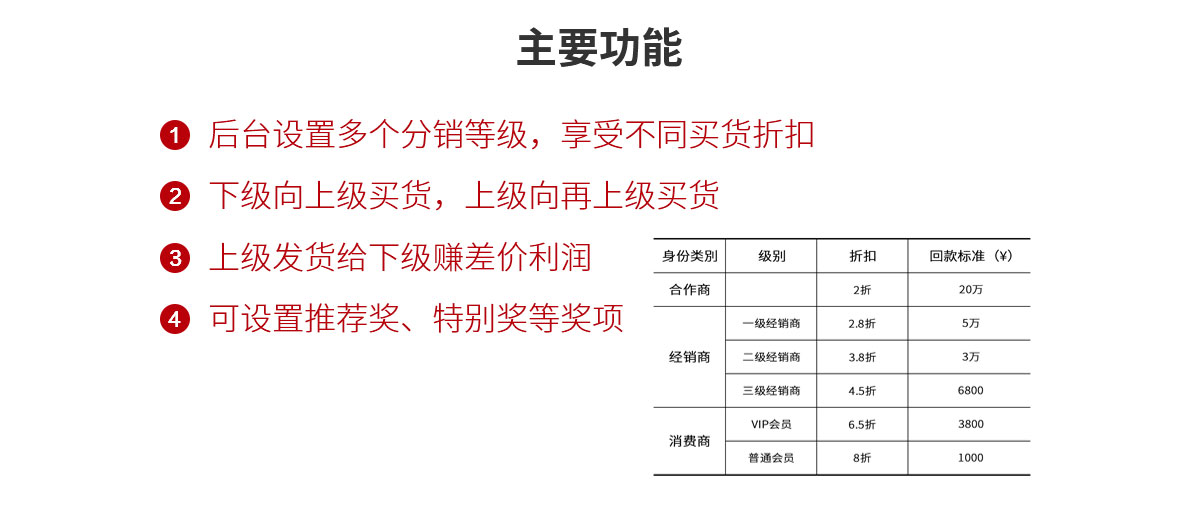 主要功能
1 后台设置多个分销等级，享受不同买货折扣
2 下级向上级买货，上级向再上级买货
3 上级发货给下级赚差价利润
4 可设置推荐奖、特别奖等奖项
身份类别 级别 折扣 回款标准（¥）
合作商 2折 20万
一级经销商 2.8折 5万
经销商 二级经销商 3.8折 3万
三级经销商 4.5折 6800
VIP会员 6.5折 3800
消费商
普通会员 8折 1000